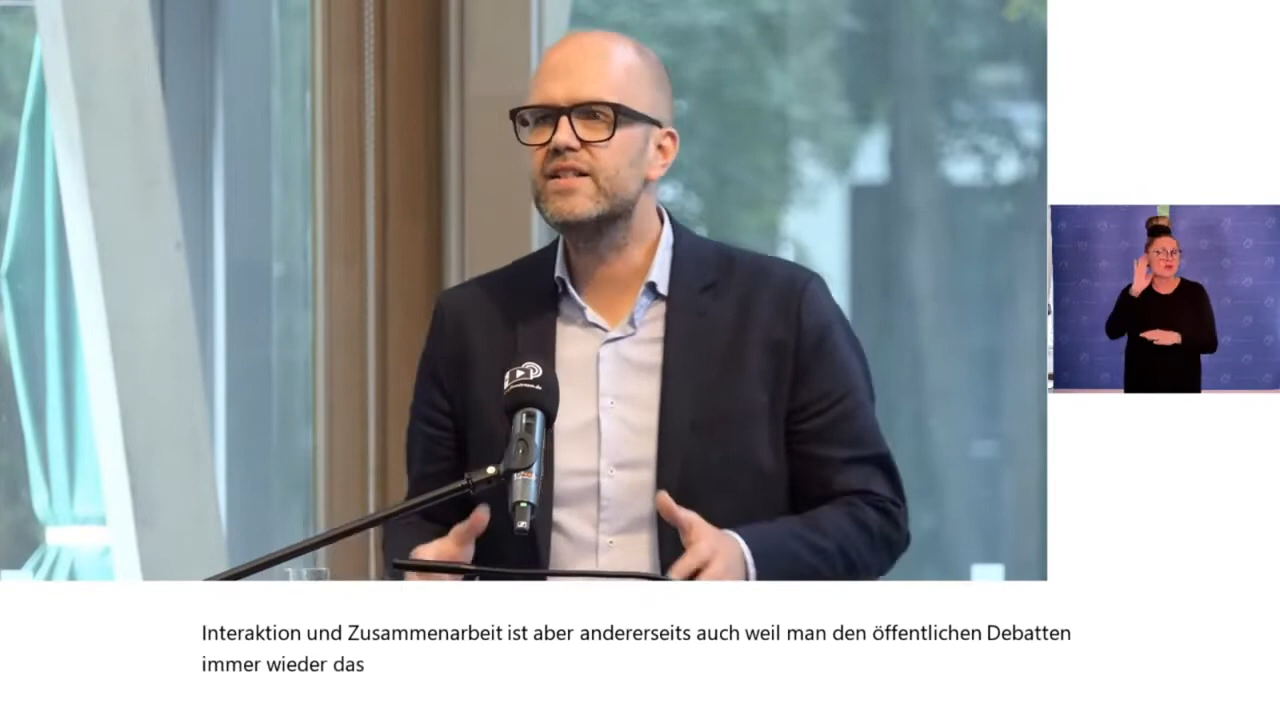 Interaktion und Zusammenarbeit ist aber andererseits auch weil man den öffentlichen Debatten
immer wieder das